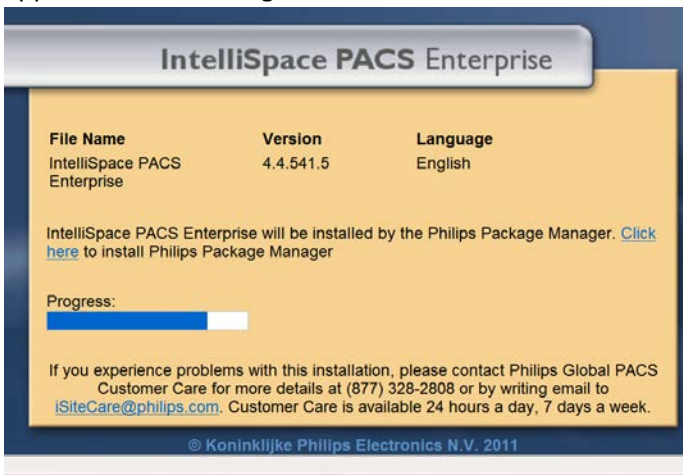 IntelliSpace PACS Enterprise
File Name Version Language
IntelliSpace PACS 4.4.541.5 English
Enterprise
IntelliSpace PACS Enterprise will be installed by the Philips Package Manager. Click
here to install Philips Package Manager
Progress:
If you experience problems with this installation, please contact Philips Global PACS
Customer Care for more details at (877) 328-2808 or by writing email to
iSiteCare@philips.com. Customer Care is available 24 hours a day, 7 days a week.
© Koninklijke Philips Electronics N.V. 2011